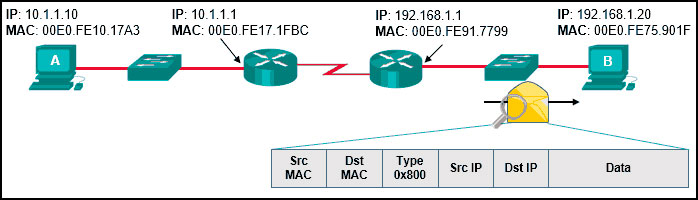 IP: 10.1.1.10
MAC: 00E0.FE10.17A3
IP: 10.1.1.1
MAC: 00E0.FE17.1FBC
IP: 192.168.1.1
MAC: 00E0.FE91.7799
IP: 192.168.1.20
MAC: 00E0.FE75.901F
A
B
Src
MAC
Dst
MAC
Type
0x800
Src IP
Dst IP
Data